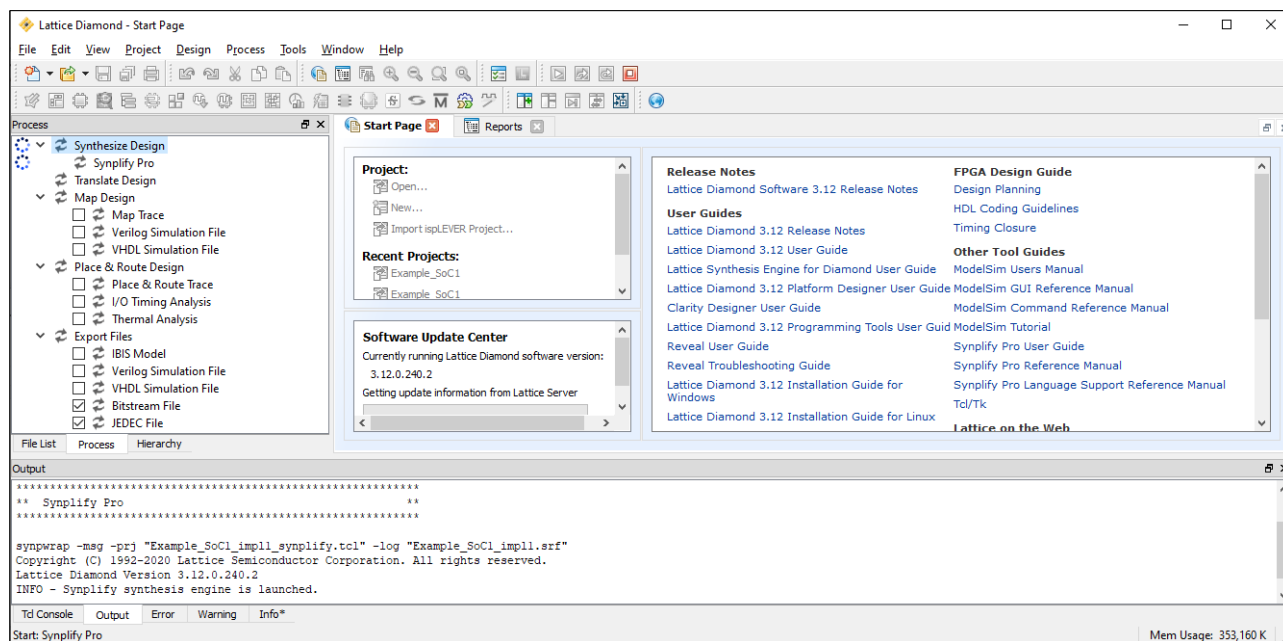 Lattice Diamond - Start Page
File Edit View Project Design Process Tools Window Help
Process
Synthesize Design
Synplify Pro
Translate Design
Map Design
Map Trace
Verilog Simulation File
VHDL Simulation File
Place & Route Design
Place & Route Trace
I/O Timing Analysis
Thermal Analysis
Export Files
IBIS Model
Verilog Simulation File
VHDL Simulation File
Bitstream File
JEDEC File
File List Process Hierarchy
Start Page Reports
Project:
Open...
New...
Import ispLEVER Project...
Recent Projects:
Example_SoC1
Example SoC1
Software Update Center
Currently running Lattice Diamond software version:
3.12.0.240.2
Getting update information from Lattice Server
Release Notes
Lattice Diamond Software 3.12 Release Notes
User Guides
Lattice Diamond 3.12 Release Notes
Lattice Diamond 3.12 User Guide
Lattice Synthesis Engine for Diamond User Guide
Lattice Diamond 3.12 Platform Designer User Guide
Clarity Designer User Guide
Lattice Diamond 3.12 Programming Tools User Guid
Reveal User Guide
Reveal Troubleshooting Guide
Lattice Diamond 3.12 Installation Guide for
Windows
Lattice Diamond 3.12 Installation Guide for Linux
FPGA Design Guide
Design Planning
HDL Coding Guidelines
Timing Closure
Other Tool Guides
ModelSim Users Manual
ModelSim GUI Reference Manual
ModelSim Command Reference Manual
ModelSim Tutorial
Synplify Pro User Guide
Synplify Pro Reference Manual
Synplify Pro Language Support Reference Manual
Tcl/Tk
Lattice on the Web
Output
************************************************************
** Synplify Pro **
************************************************************
synpwrap -msg -prj "Example_SoC1_impl1_synplify.tcl" -log "Example_SoC1_impl1.srf"
Copyright (C) 1992-2020 Lattice Semiconductor Corporation. All rights reserved.
Lattice Diamond Version 3.12.0.240.2
INFO - Synplify synthesis engine is launched.
Tcl Console Output Error Warning Info*
Start: Synplify Pro
Mem Usage: 353,160 K